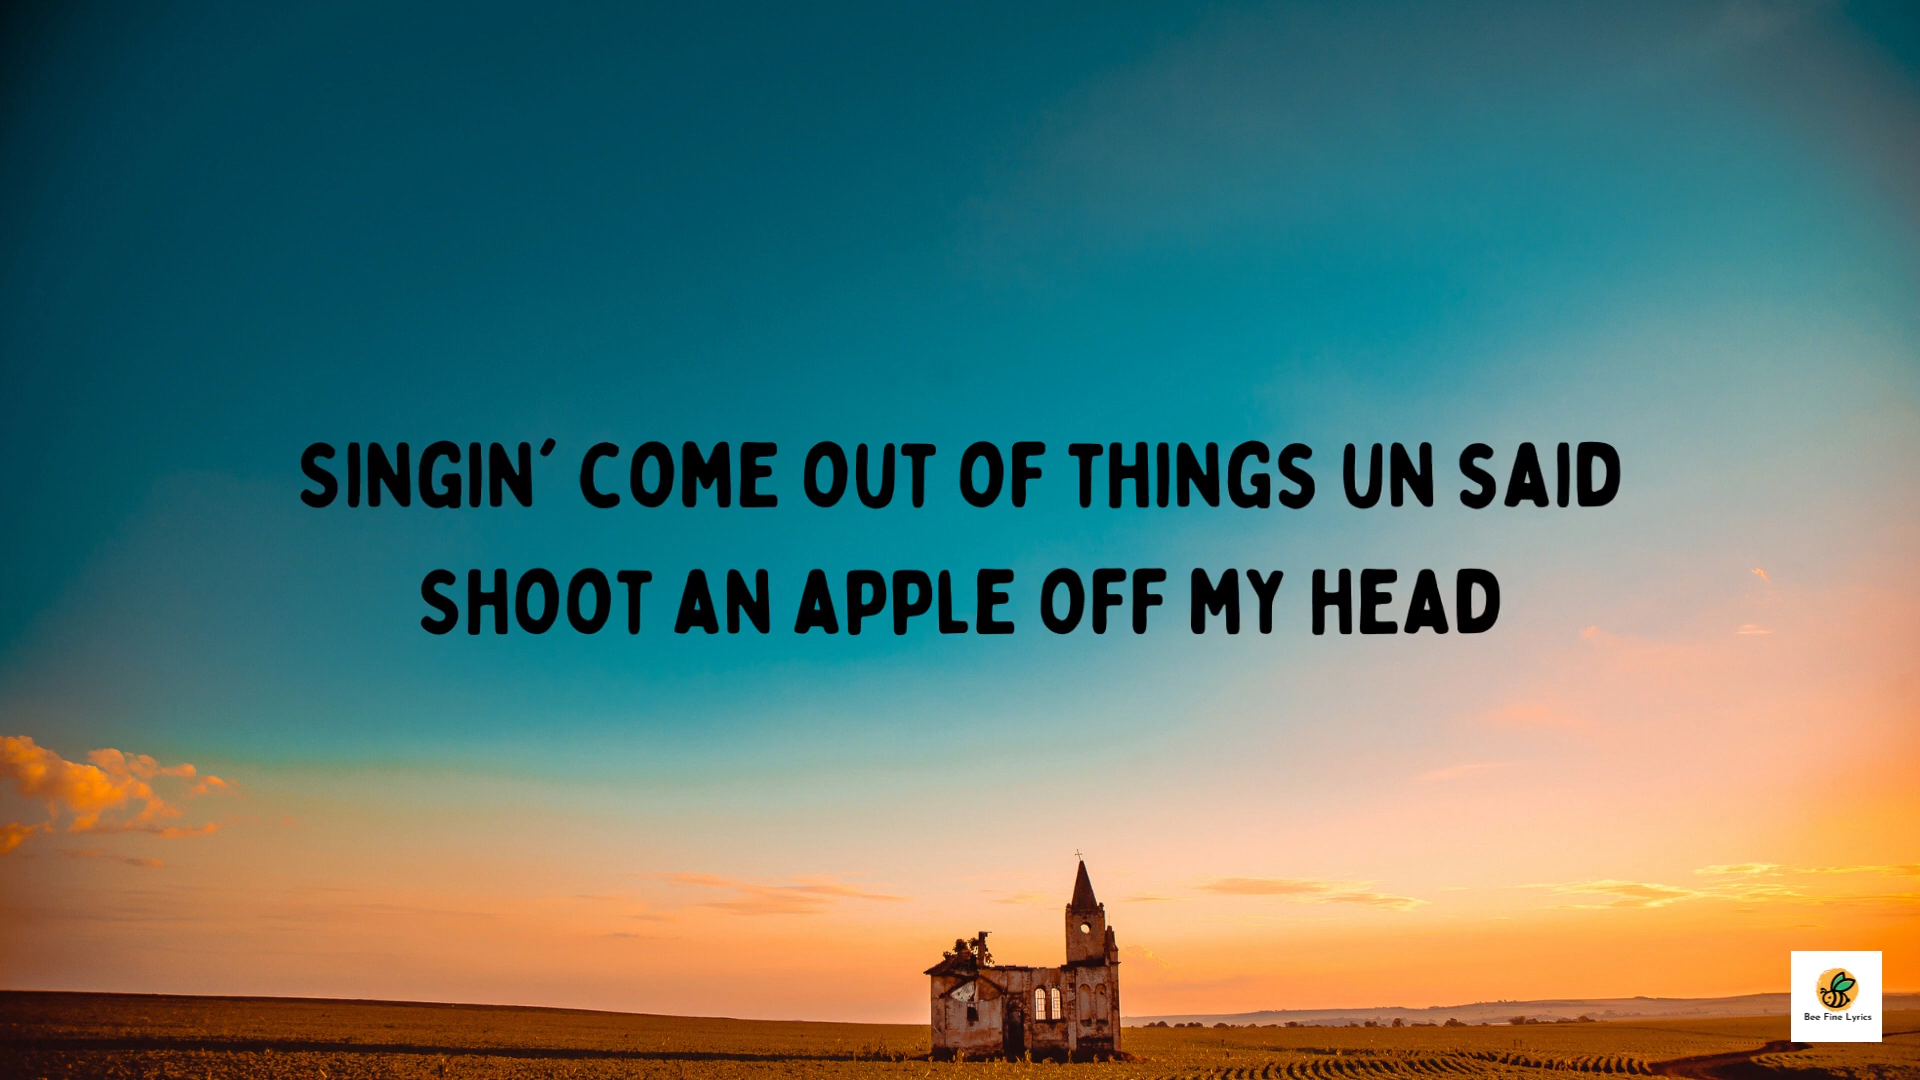 SINGIN' COME OUT OF THINGS UN SAID
SHOOT AN APPLE OFF MY HEAD
Bee Fine Lyrics